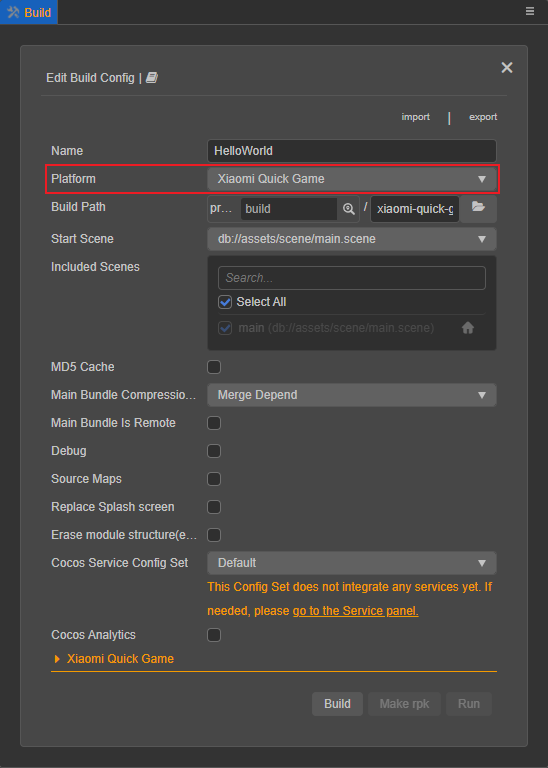 Build
Edit Build Config |
import | export
Name HelloWorld
Platform Xiaomi Quick Game
Build Path pr... build / xiaomi-quick-g
Start Scene db://assets/scene/main.scene
Included Scenes
Search...
Select All
main (db://assets/scene/main.scene)
MD5 Cache
Main Bundle Compressio... Merge Depend
Main Bundle Is Remote
Debug
Source Maps
Replace Splash screen
Erase module structure(e...
Cocos Service Config Set Default
This Config Set does not integrate any services yet. If
needed, please go to the Service panel.
Cocos Analytics
Xiaomi Quick Game
Build Make rpk Run